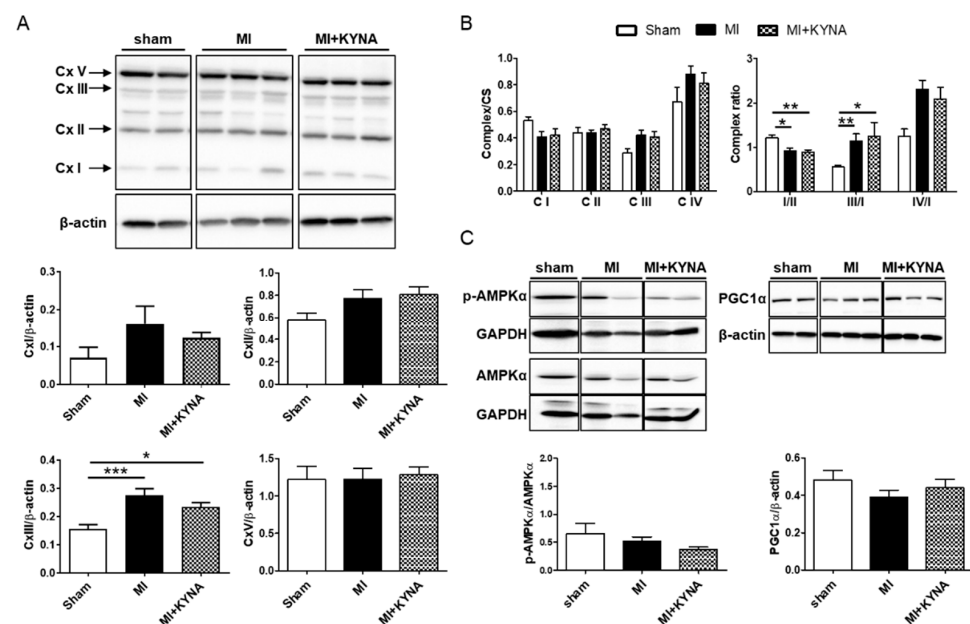 A
sham MI MI+KYNA
Cx V
Cx III
Cx II
Cx I
β-actin
CxI/β-actin
0.3
0.2
0.1
0.0
Sham MI MI+KYNA
CxII/β-actin
1.0
0.8
0.6
0.4
0.2
0.0
Sham MI MI+KYNA
CxIII/β-actin
0.4
0.3
0.2
0.1
0.0
*** *
Sham MI MI+KYNA
CxV/β-actin
1.5
1.0
0.5
0.0
Sham MI MI+KYNA
B
Sham MI MI+KYNA
Complex/CS
1.0
0.8
0.6
0.4
0.2
0.0
C I C II C III C IV
Complex ratio
3
2
1
0
** * * **
I/II III/I IV/I
C
sham MI MI+KYNA
p-AMPKα
GAPDH
AMPKα
GAPDH
sham MI MI+KYNA
PGC1α
β-actin
p-AMPKα/AMPKα
2.0
1.5
1.0
0.5
0.0
sham MI MI+KYNA
PGC1α/β-actin
0.6
0.4
0.2
0.0
sham MI MI+KYNA